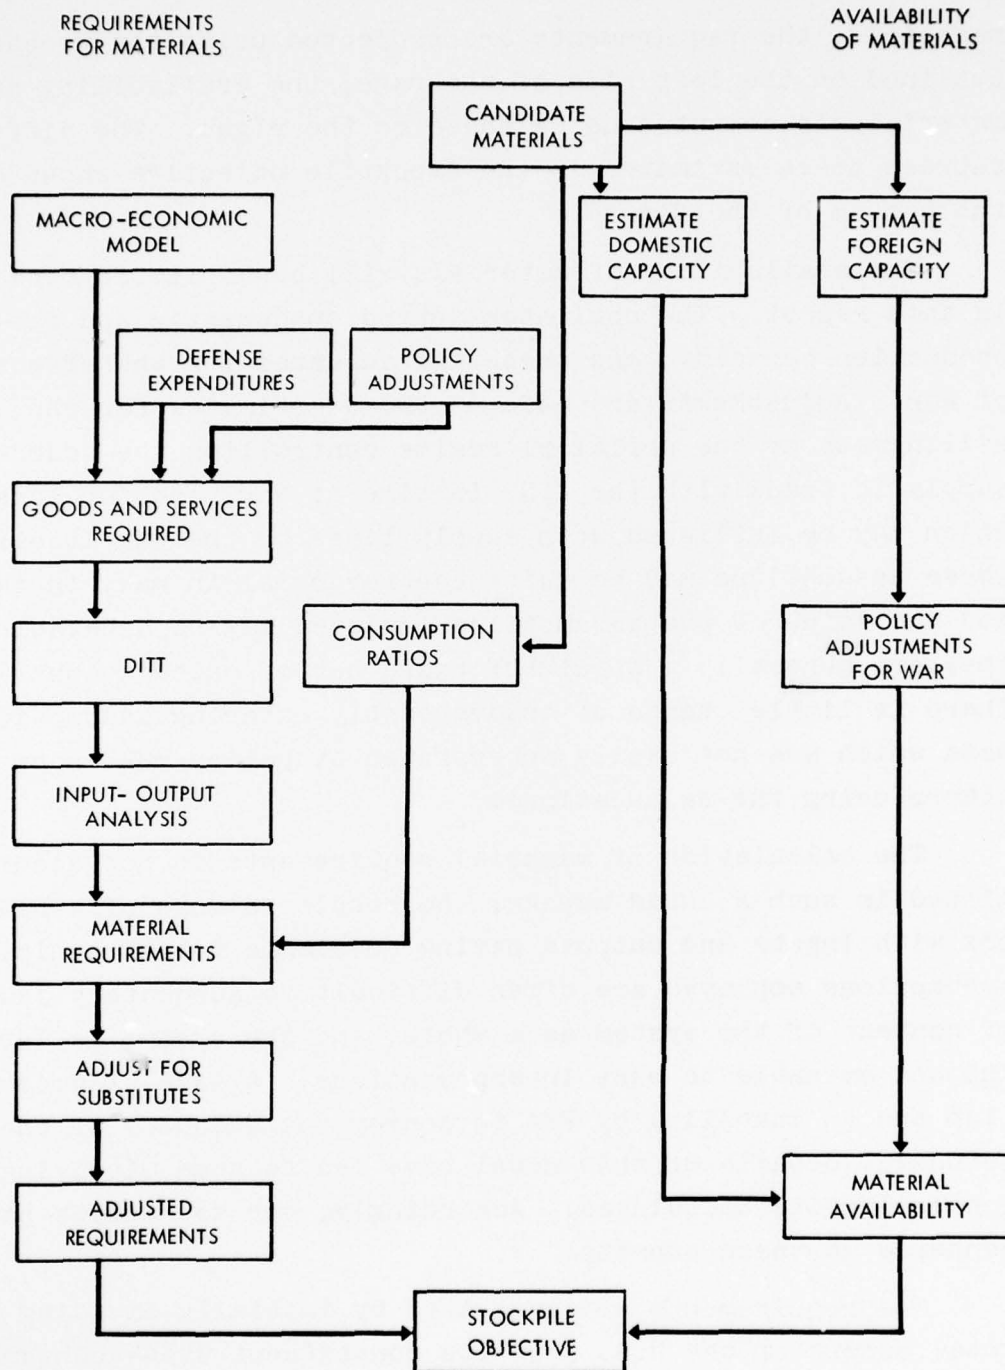 REQUIREMENTS
FOR MATERIALS
AVAILABILITY
OF MATERIALS
CANDIDATE
MATERIALS
MACRO-ECONOMIC
MODEL
ESTIMATE
DOMESTIC
CAPACITY
ESTIMATE
FOREIGN
CAPACITY
DEFENSE
EXPENDITURES
POLICY
ADJUSTMENTS
GOODS AND SERVICES
REQUIRED
DITT
CONSUMPTION
RATIOS
POLICY
ADJUSTMENTS
FOR WAR
INPUT- OUTPUT
ANALYSIS
MATERIAL
REQUIREMENTS
ADJUST FOR
SUBSTITUTES
ADJUSTED
REQUIREMENTS
MATERIAL
AVAILABILITY
STOCKPILE
OBJECTIVE